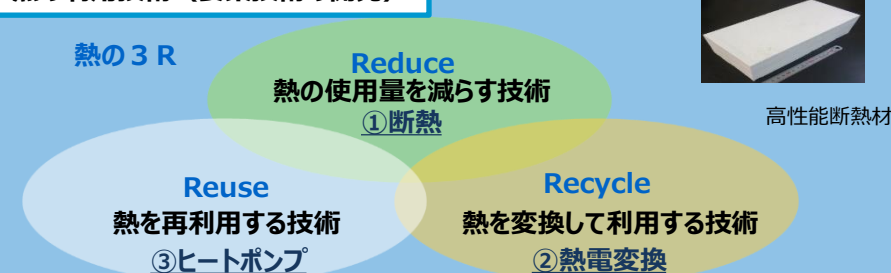 熱の３R
Reduce
熱の使用量を減らす技術
①断熱
高性能断熱材
Reuse
熱を再利用する技術
③ヒートポンプ
Recycle
熱を変換して利用する技術
②熱電変換